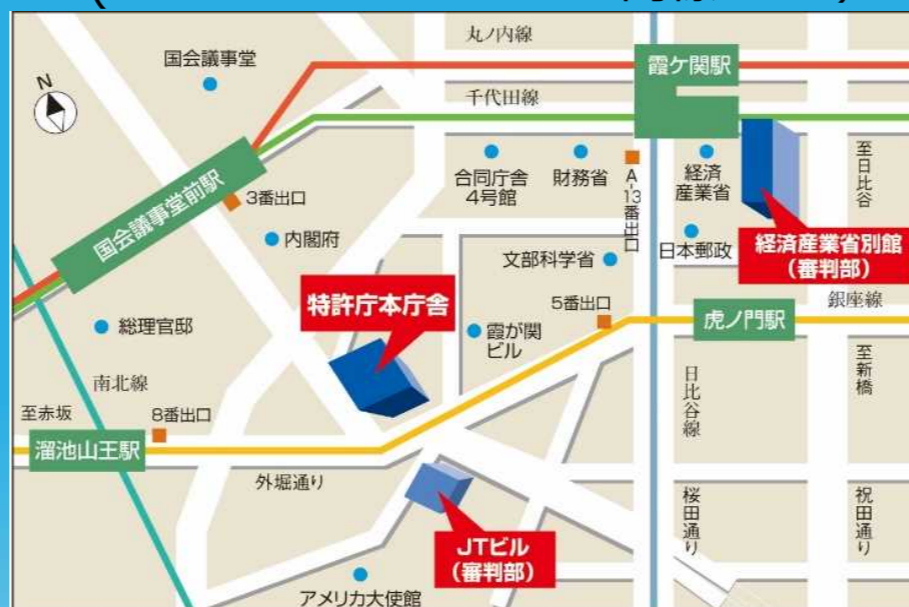 丸ノ内線
国会議事堂
霞ケ関駅
N
千代田線
合同庁舎
4号館
財務省
A-13番出口
経済
産業省
至日比谷
国会議事堂前駅
3番出口
内閣府
文部科学省
日本郵政
経済産業省別館
(審判部)
特許庁本庁舎
5番出口
銀座線
総理官邸
霞が関
ビル
虎ノ門駅
南北線
至赤坂
8番出口
日比谷線
至新橋
溜池山王駅
外堀通り
桜田通り
祝田通り
JTビル
(審判部)
アメリカ大使館